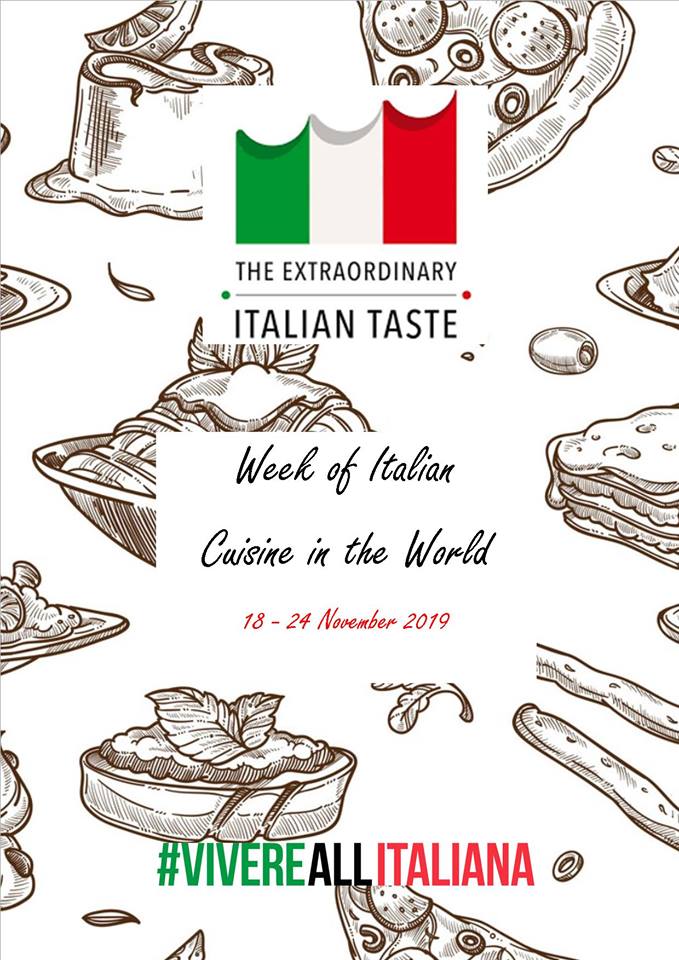 THE EXTRAORDINARY
ITALIAN TASTE
Week of Italian
Cuisine in the World
18 - 24 November 2019
#VIVEREALLITALIANA